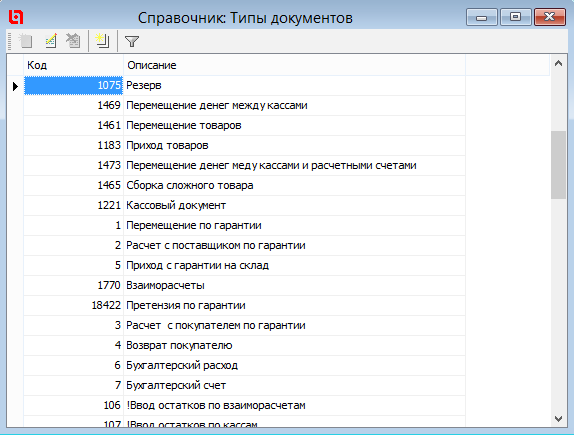 Справочник: Типы документов
Код Описание
1075 Резерв
1469 Перемещение денег между кассами
1461 Перемещение товаров
1183 Приход товаров
1473 Перемещение денег меду кассами и расчетными счетами
1465 Сборка сложного товара
1221 Кассовый документ
1 Перемещение по гарантии
2 Расчет с поставщиком по гарантии
5 Приход с гарантии на склад
1770 Взаиморасчеты
18422 Претензия по гарантии
3 Расчет  с покупателем по гарантии
4 Возврат покупателю
6 Бухгалтерский расход
7 Бухгалтерский счет
106 !Ввод остатков по взаиморасчетам
107 !Ввод остатков по кассам